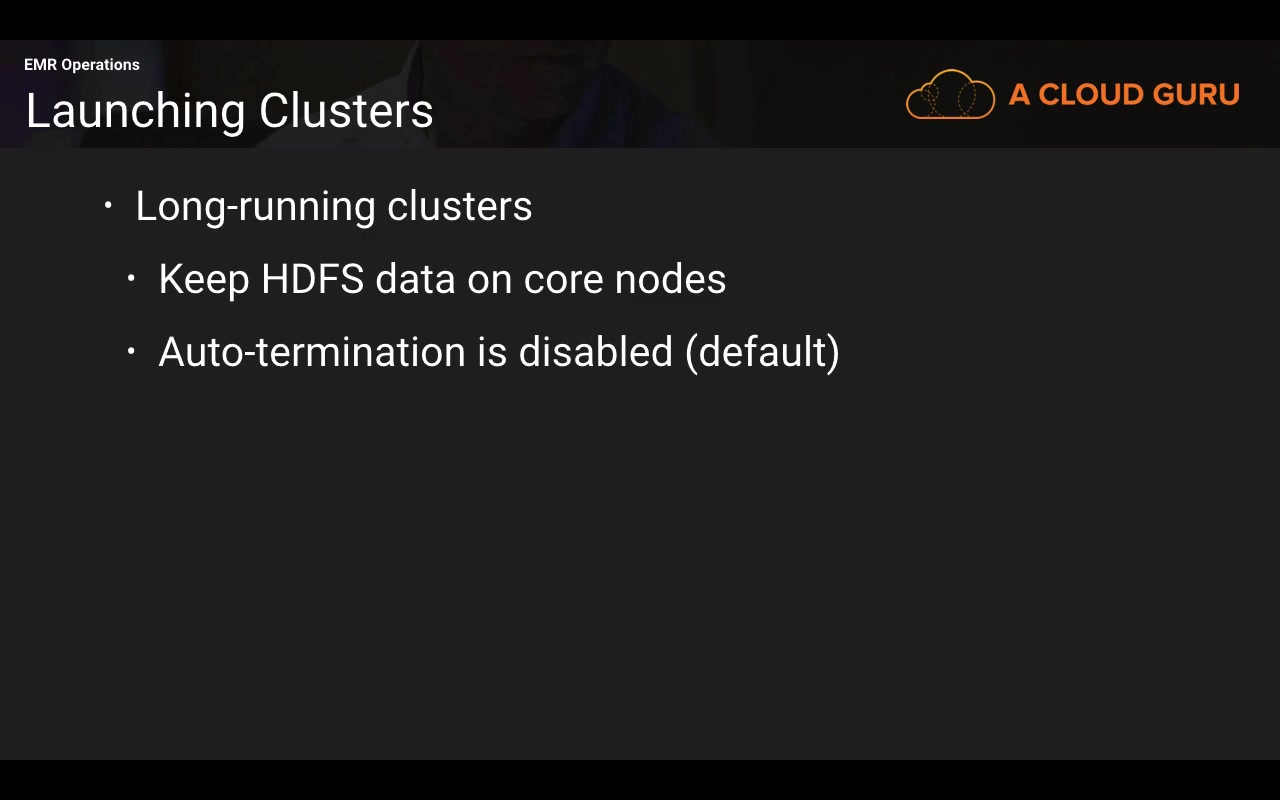 EMR Operations
Launching Clusters
A CLOUD GURU
• Long-running clusters
• Keep HDFS data on core nodes
• Auto-termination is disabled (default)